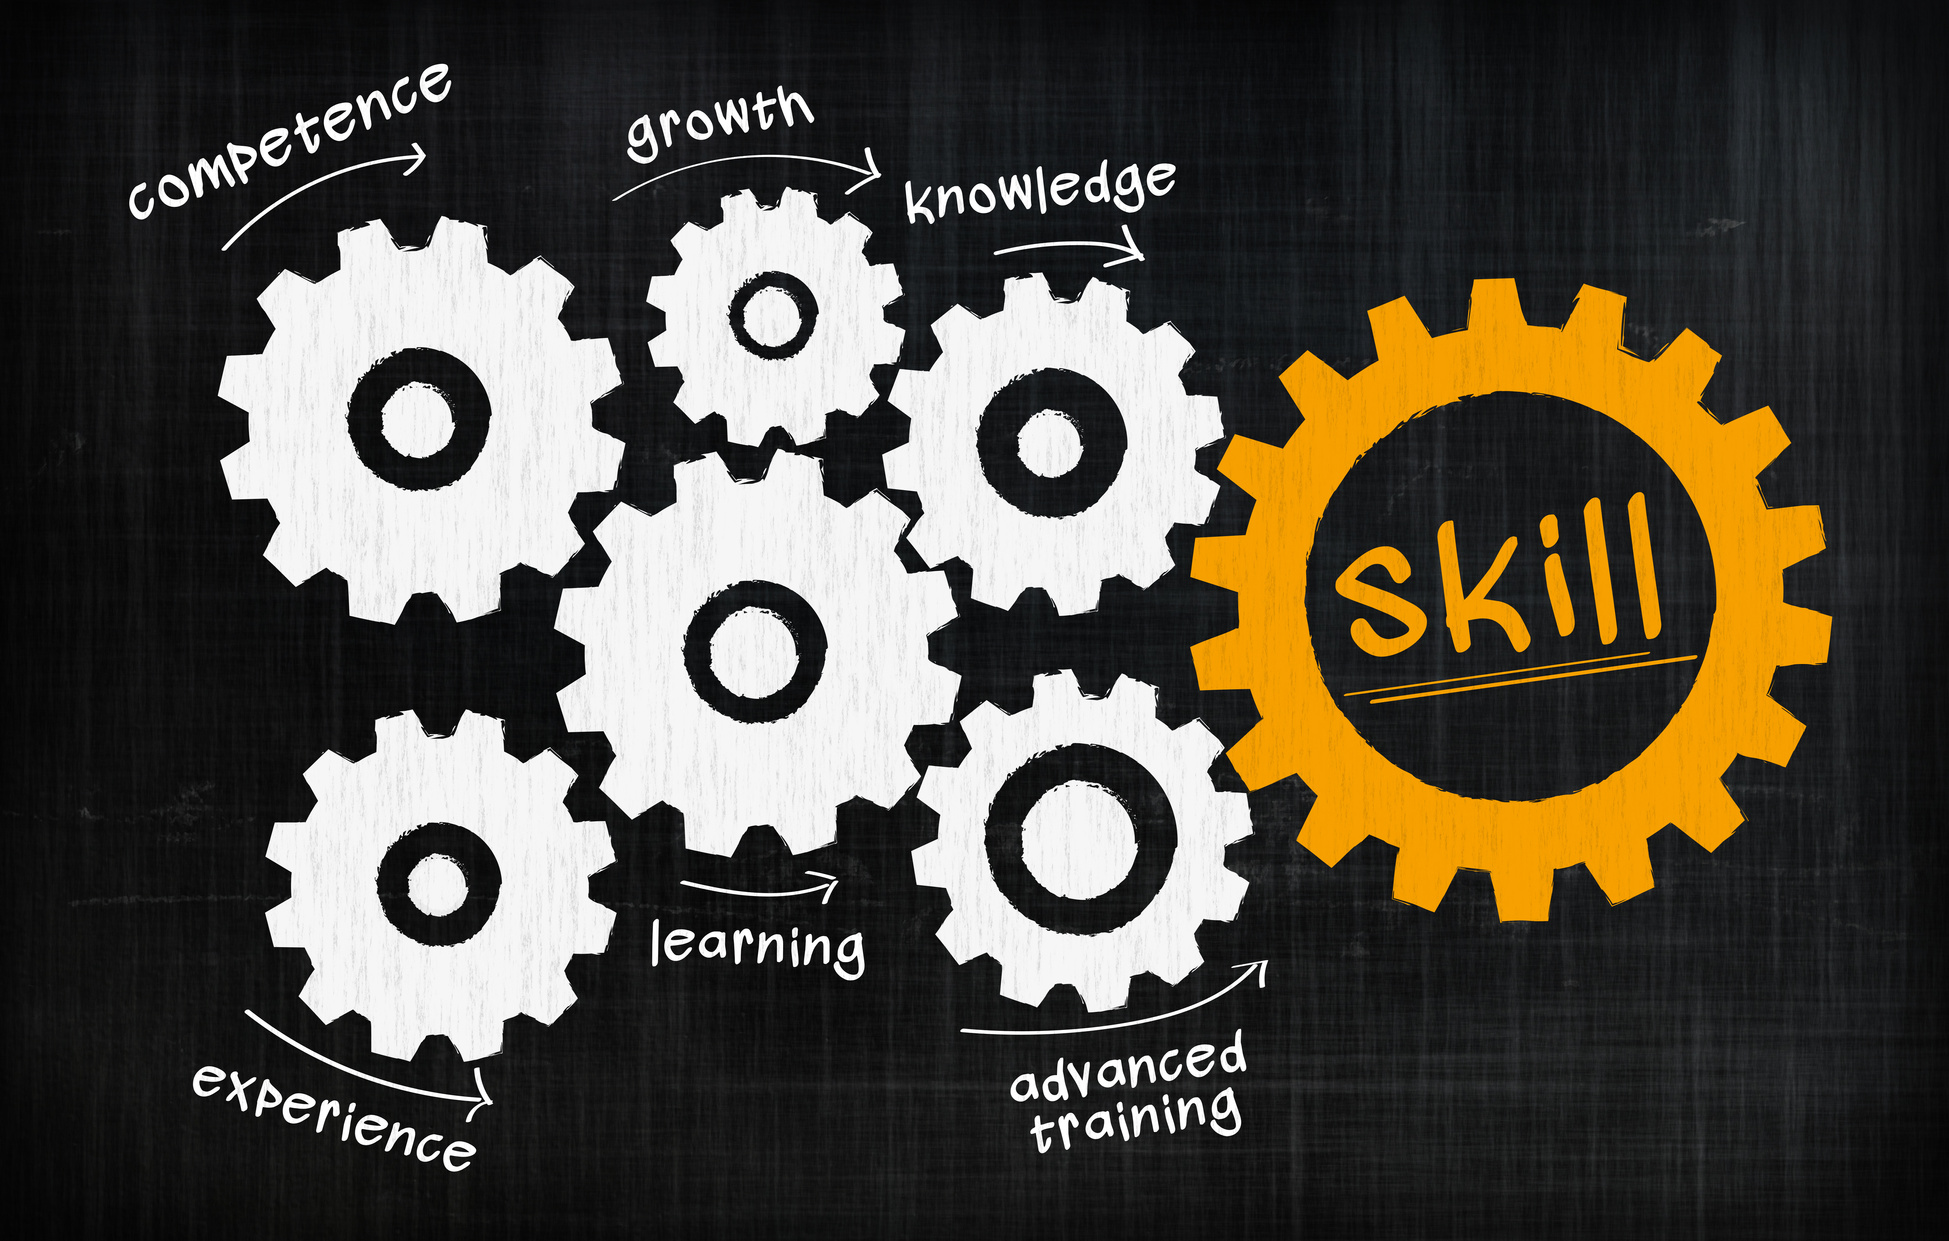 competence
growth
knowledge
skill
learning
experience
advanced
training